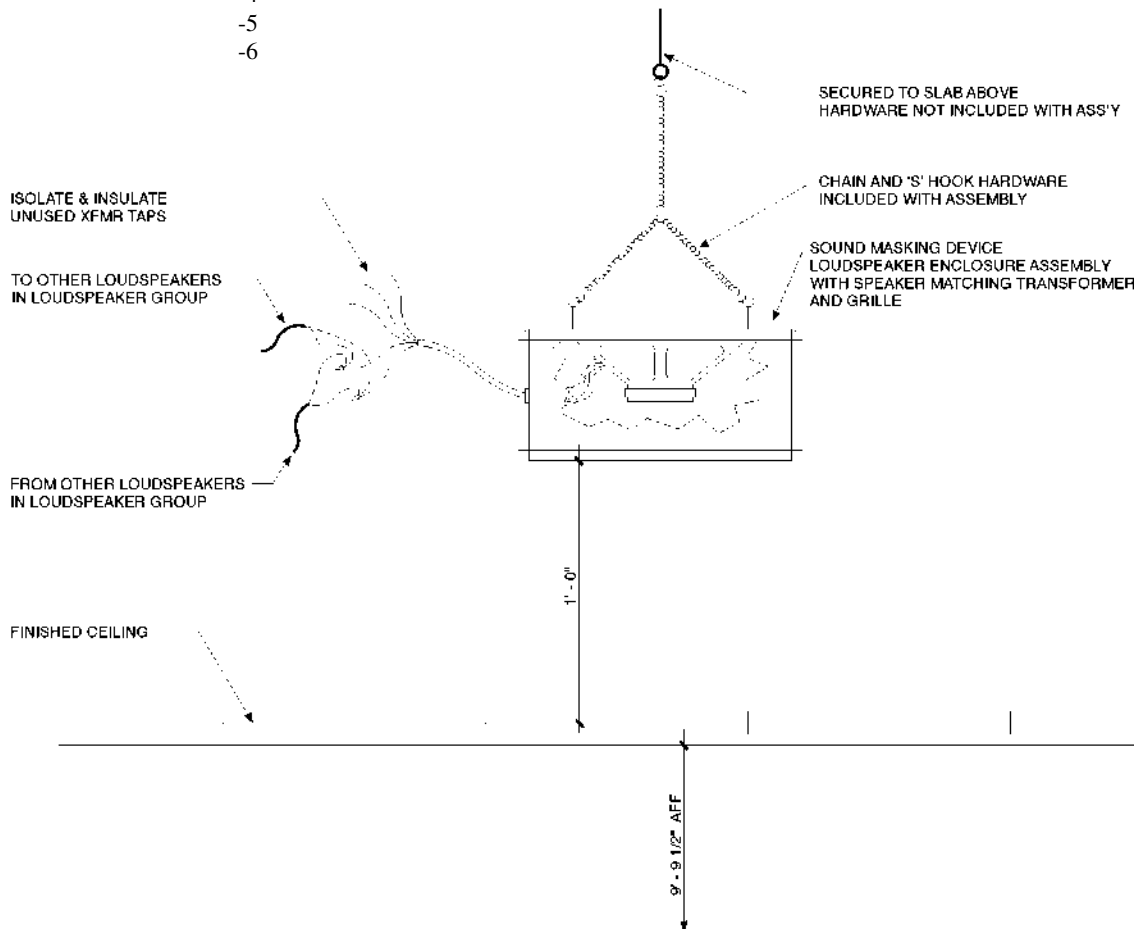 -5
-6
SECURED TO SLAB ABOVE
HARDWARE NOT INCLUDED WITH ASS'Y
ISOLATE & INSULATE
UNUSED XFMR TAPS
CHAIN AND 'S' HOOK HARDWARE
INCLUDED WITH ASSEMBLY
TO OTHER LOUDSPEAKERS
IN LOUDSPEAKER GROUP
SOUND MASKING DEVICE
LOUDSPEAKER ENCLOSURE ASSEMBLY
WITH SPEAKER MATCHING TRANSFORMER
AND GRILLE
FROM OTHER LOUDSPEAKERS
IN LOUDSPEAKER GROUP
1' - 0"
FINISHED CEILING
9' - 9 1/2" AFF